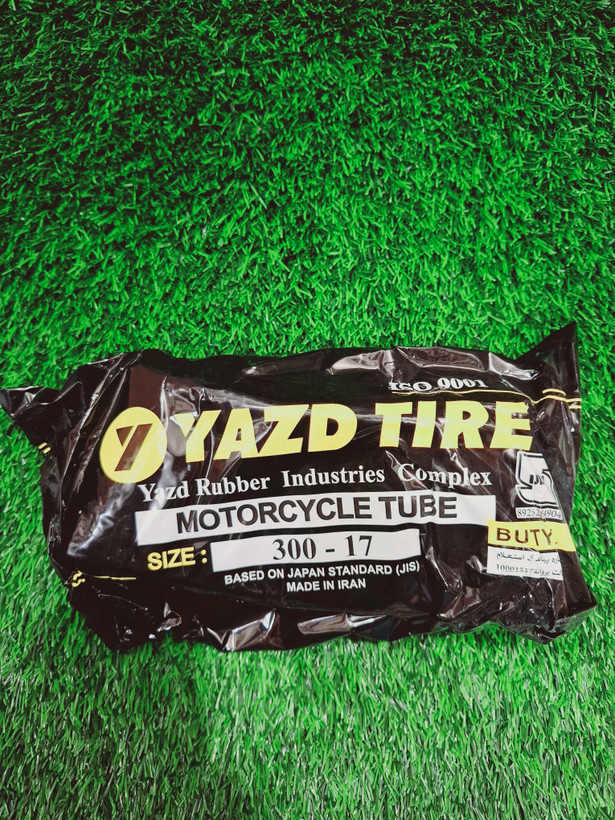 ISO 9001
YAZD TIRE
Yazd Rubber Industries Complex
MOTORCYCLE TUBE
SIZE : 300 - 17
BASED ON JAPAN STANDARD (JIS)
MADE IN IRAN
BUTY
استعلام